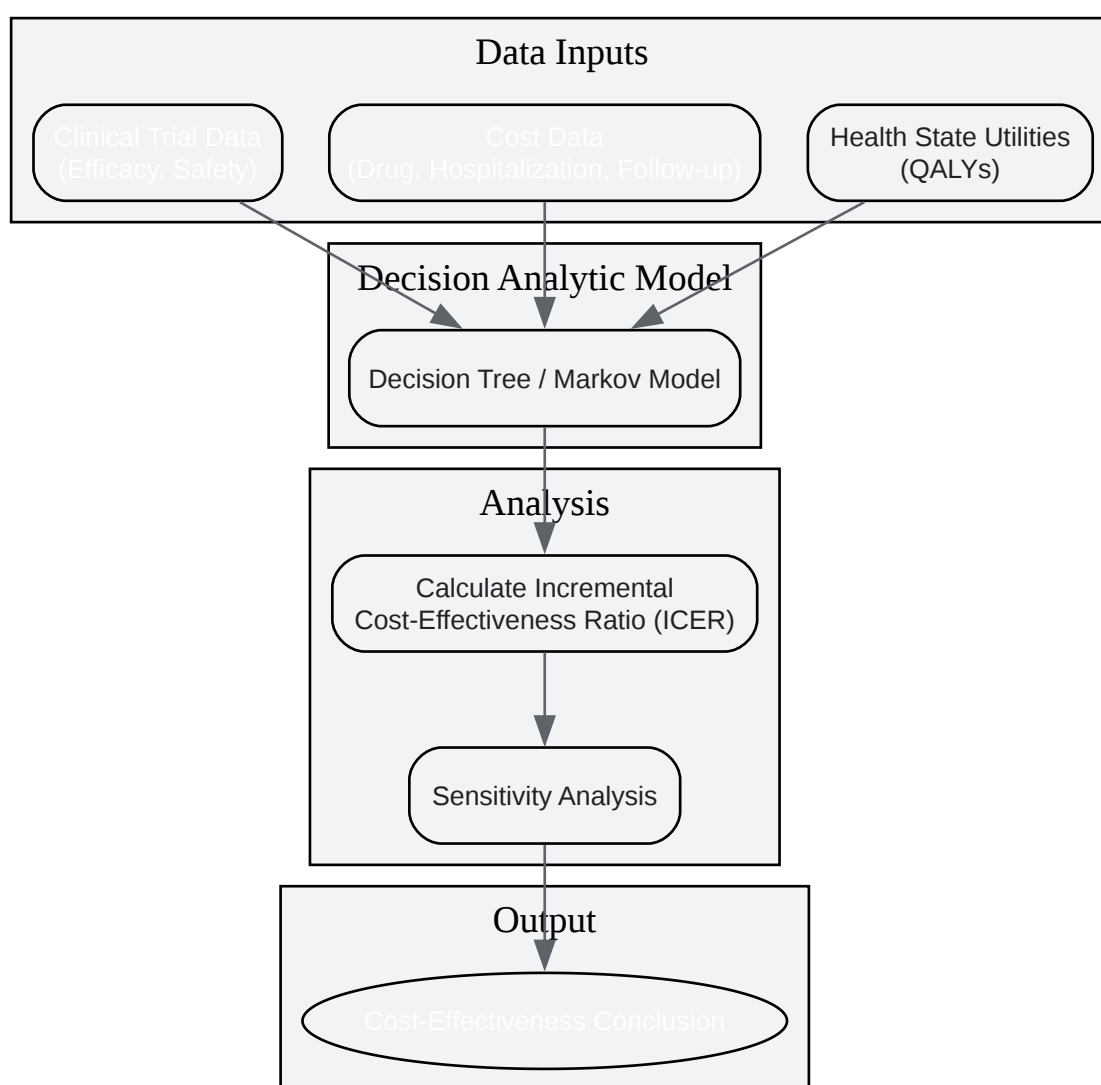 Data Inputs
Clinical Trial Data
(Efficacy, Safety)
Cost Data
(Drug, Hospitalization, Follow-up)
Health State Utilities
(QALYs)
Decision Analytic Model
Decision Tree / Markov Model
Analysis
Calculate Incremental
Cost-Effectiveness Ratio (ICER)
Sensitivity Analysis
Output
Cost-Effectiveness Conclusion